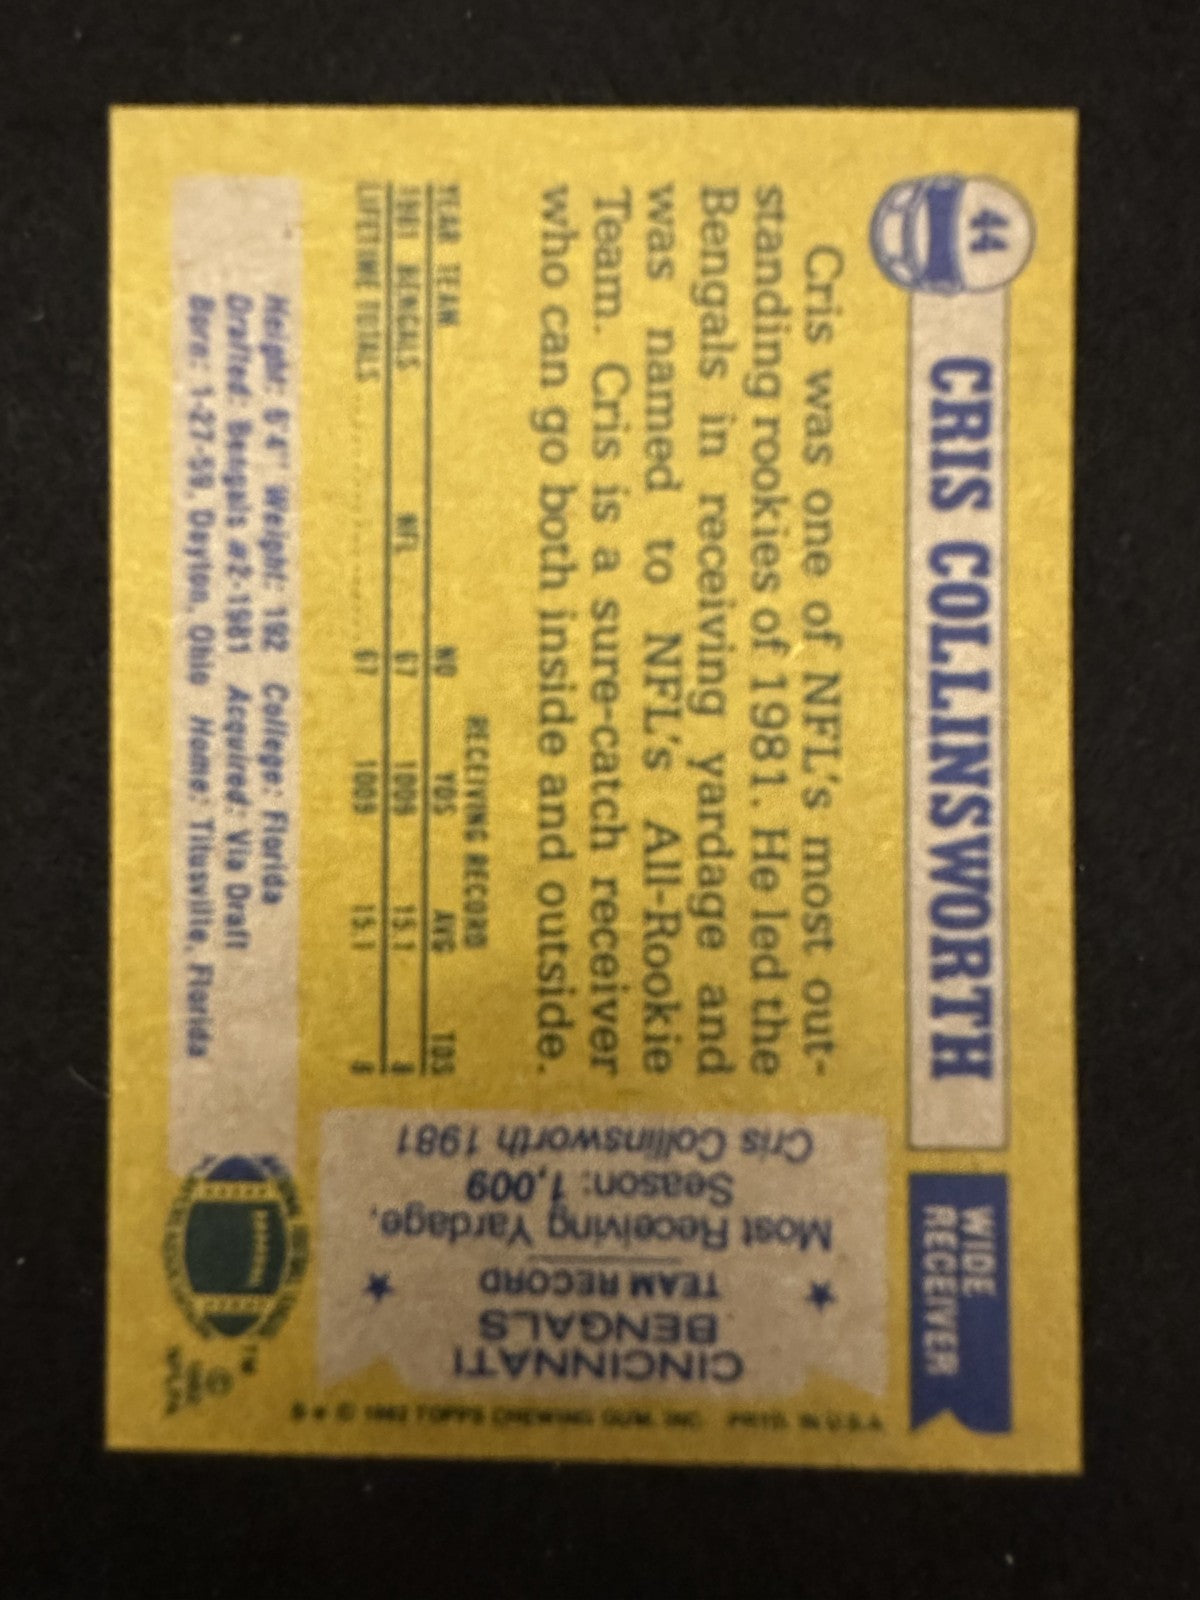 44
CRIS COLLINSWORTH
WIDE
RECEIVER
Cris was one of NFL's most out-
standing rookies of 1981. He led the
Bengals in receiving yardage and
was named to NFL's All-Rookie
Team. Cris is a sure-catch receiver
who can go both inside and outside.
RECEIVING RECORD
YEAR TEAM NO YDS AVG TDS
1981 BENGALS NFL 67 1009 15.1 8
LIFETIME TOTALS 67 1009 15.1 8
Height: 6'4" Weight: 192 College: Florida
Drafted: Bengals #2-1981 Acquired: Via Draft
Born: 1-27-59, Dayton, Ohio Home: Titusville, Florida
CINCINNATI
BENGALS
TEAM RECORD
Most Receiving Yardage,
Season: 1,009
Cris Collinsworth 1981
TM
© 1982
NFLPA
© 1982 TOPPS CHEWING GUM, INC. PRTD. IN U.S.A.